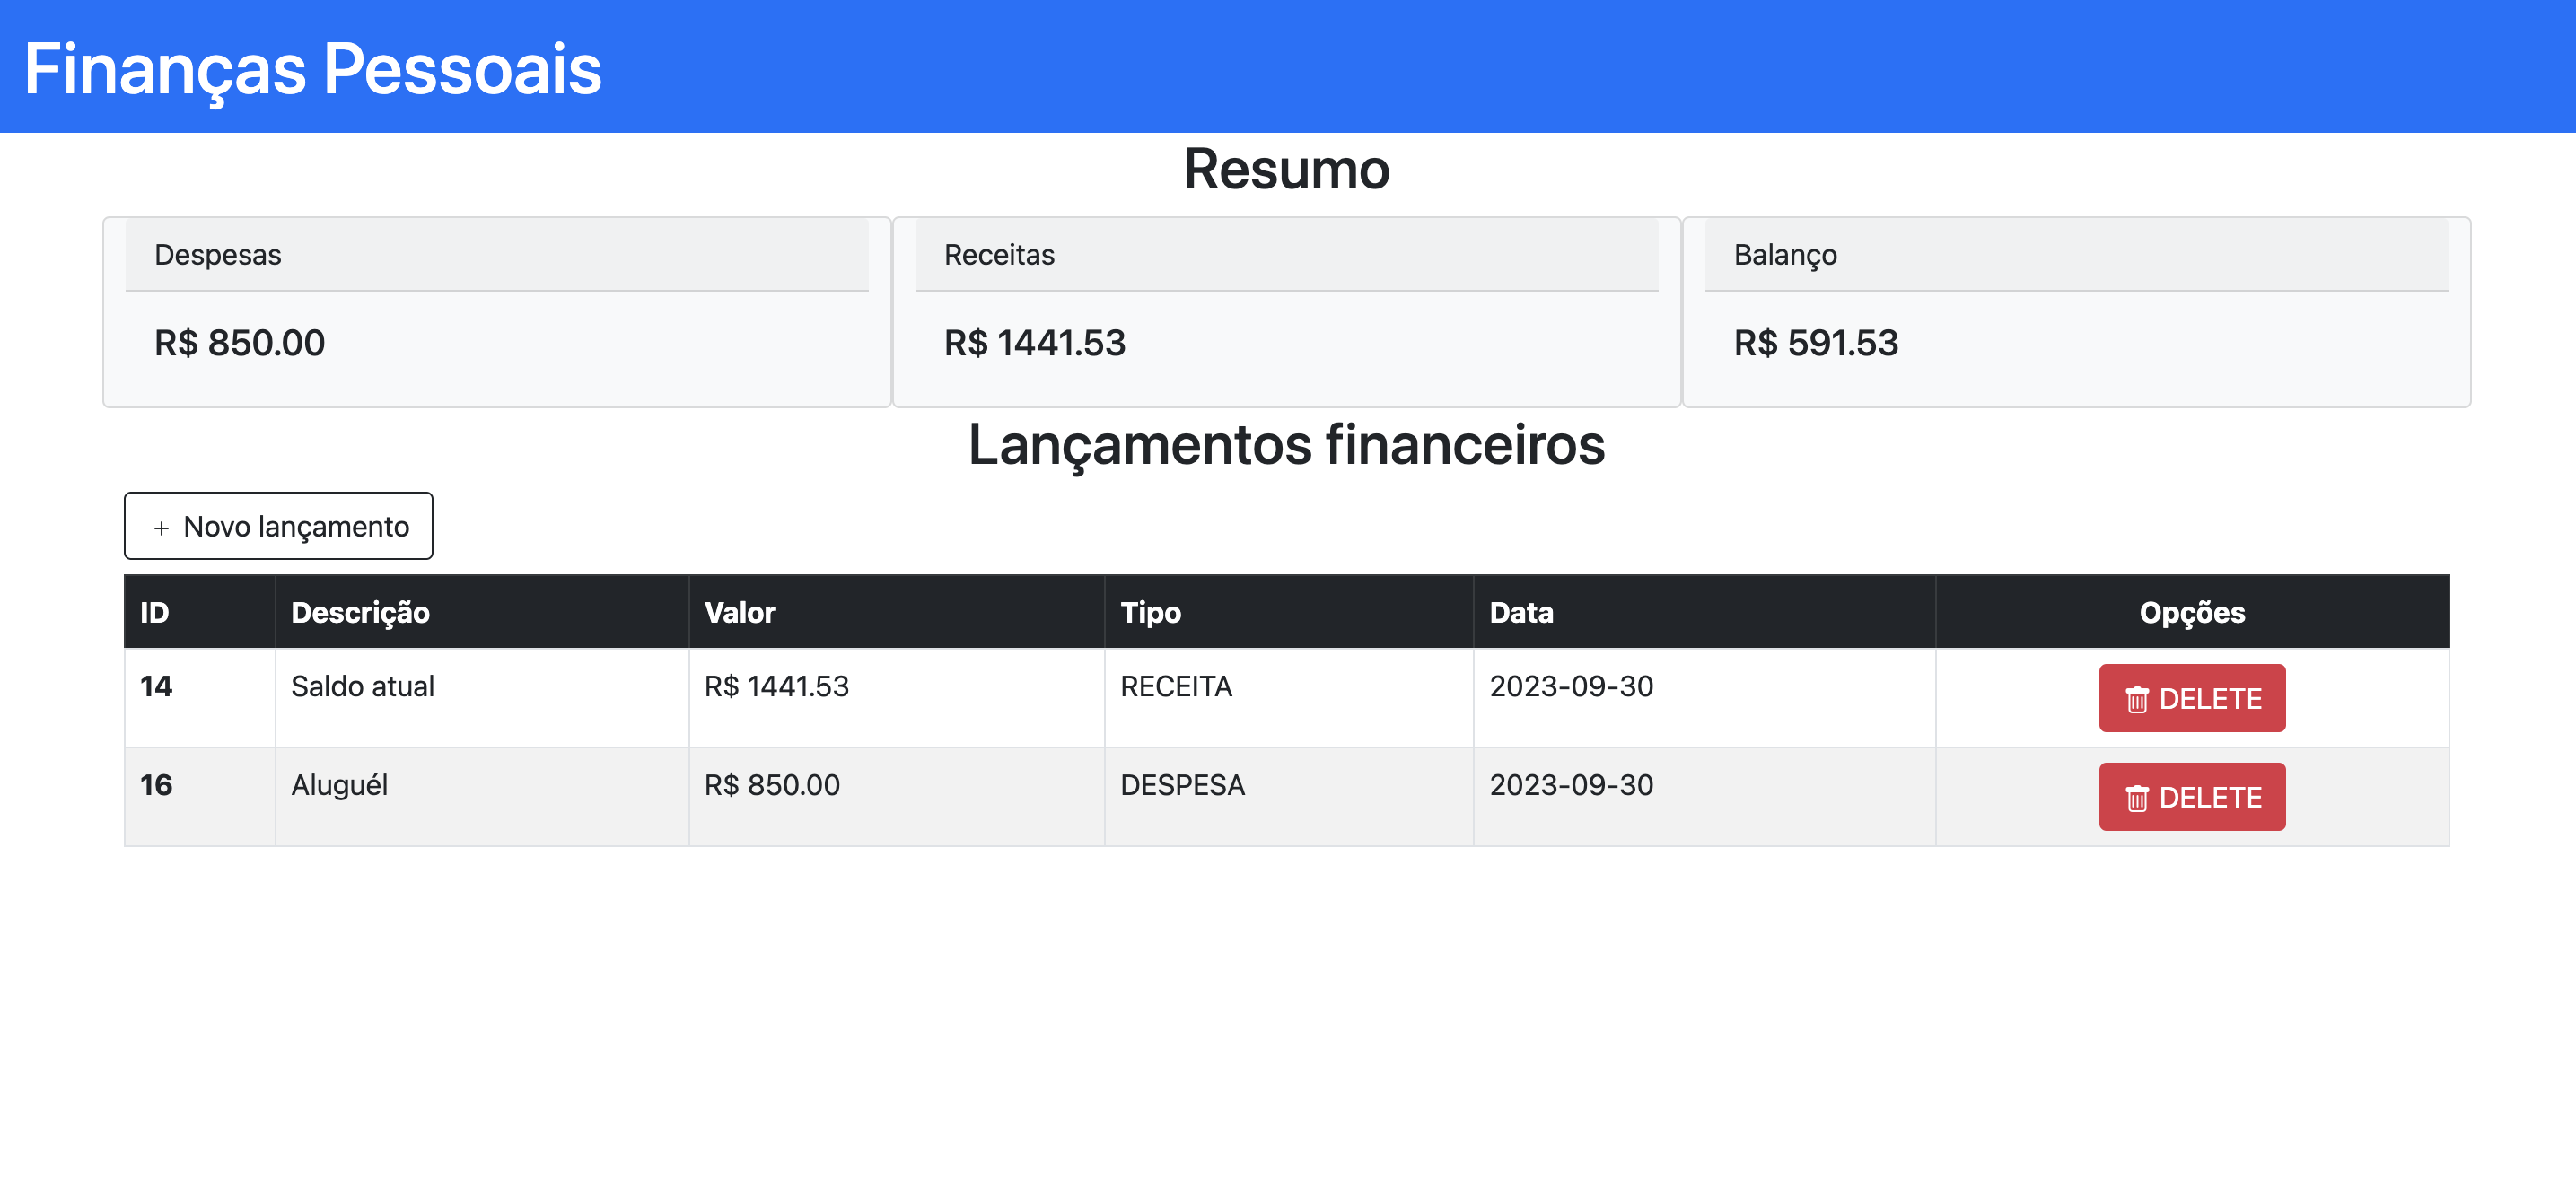 Finanças Pessoais
Resumo
Despesas Receitas Balanço
R$ 850.00 R$ 1441.53 R$ 591.53
Lançamentos financeiros
+ Novo lançamento
ID Descrição Valor Tipo Data Opções
14 Saldo atual R$ 1441.53 RECEITA 2023-09-30 DELETE
16 Aluguél R$ 850.00 DESPESA 2023-09-30 DELETE